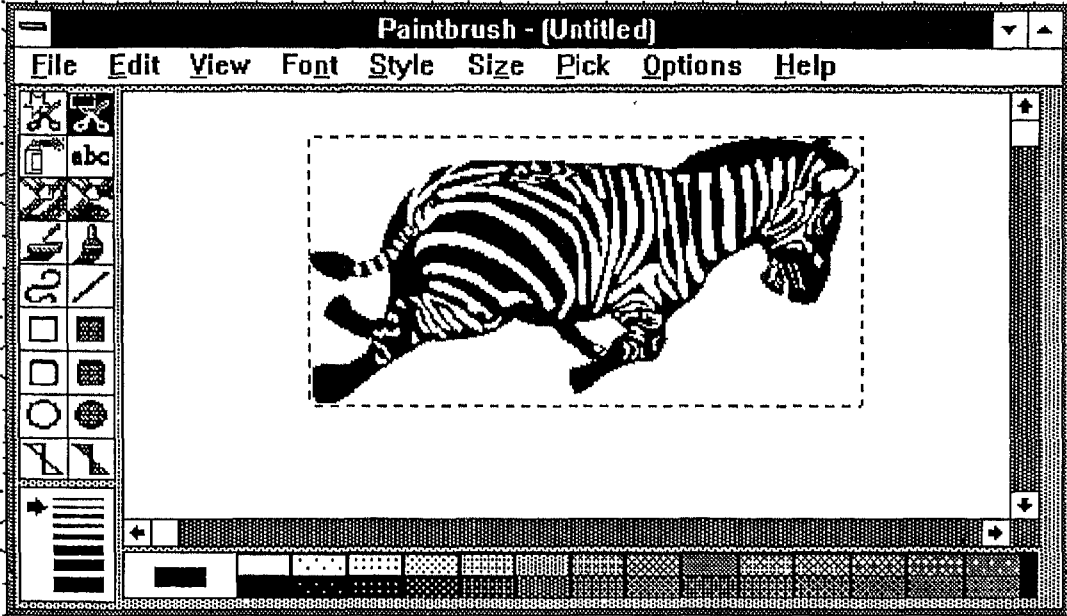 Paintbrush - (Untitled)
File Edit View Font Style Size Pick Options Help
abc